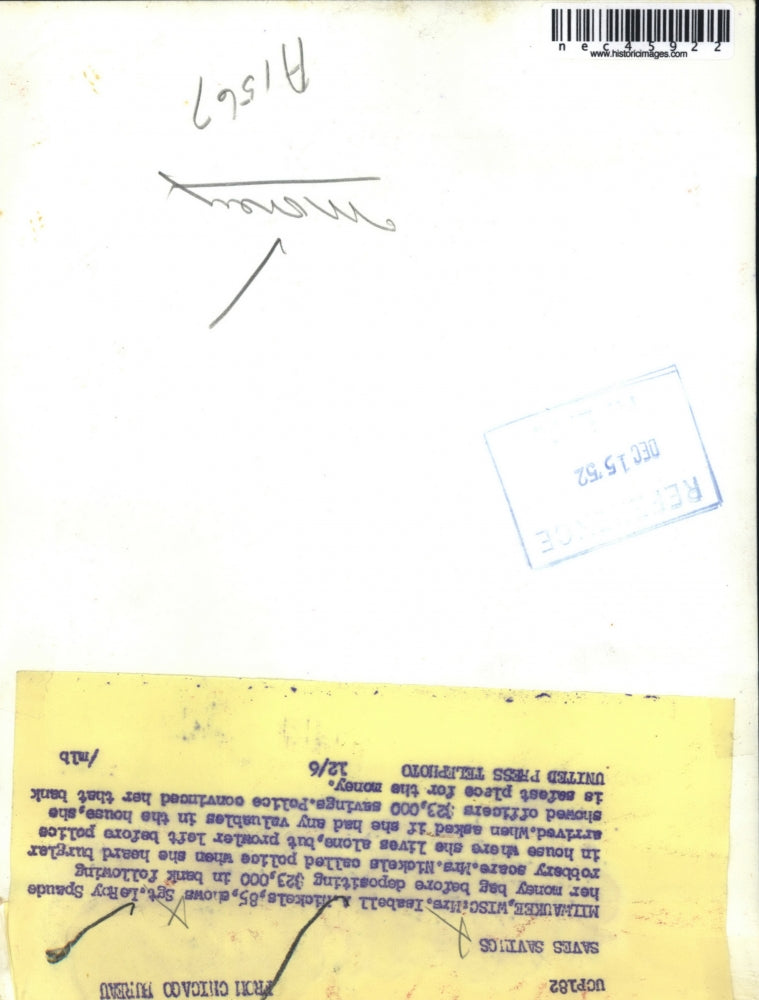 nec45922
www.historicimages.com
A1567
Money
REFERENCE
DEC 15 '52
UCP182 FROM CHICAGO BUREAU
SAVES SAVINGS
MILWAUKEE,WISC:Mrs.Isabell Nickels,85,shows Sgt.LeRoy Spaude
her money bag before depositing $23,000 in bank following
robbery scare.Mrs.Nickels called police when she heard burglar
in house where she lives alone,but prowler left before police
arrived.When asked if she had any valuables in the house,she
showed officers $23,000 savings.Police convinced her that bank
is safest place for the money.
UNITED PRESS TELEPHOTO 12/6 /mlb